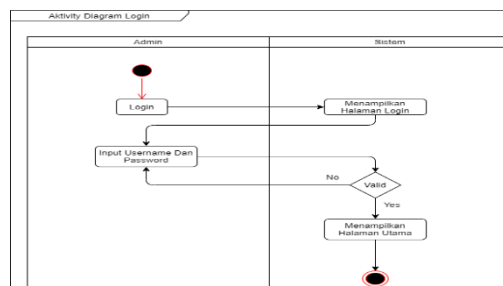 Aktivity Diagram Login
Admin
Sistem
Login
Menampilkan
Halaman Login
Input Username Dan
Password
No
Valid
Yes
Menampilkan
Halaman Utama